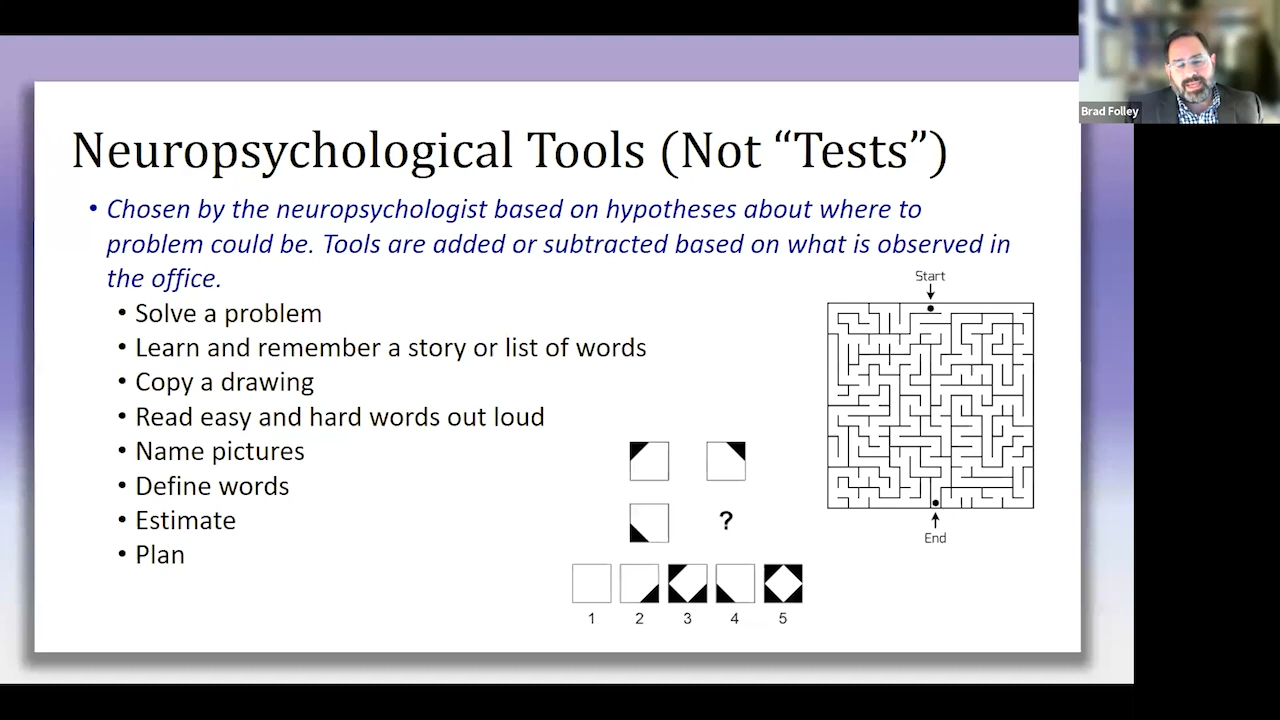 Brad Folley
Neuropsychological Tools (Not “Tests”)
• Chosen by the neuropsychologist based on hypotheses about where to
problem could be. Tools are added or subtracted based on what is observed in
the office.
• Solve a problem
• Learn and remember a story or list of words
• Copy a drawing
• Read easy and hard words out loud
• Name pictures
• Define words
• Estimate
• Plan
Start
End
?
1 2 3 4 5